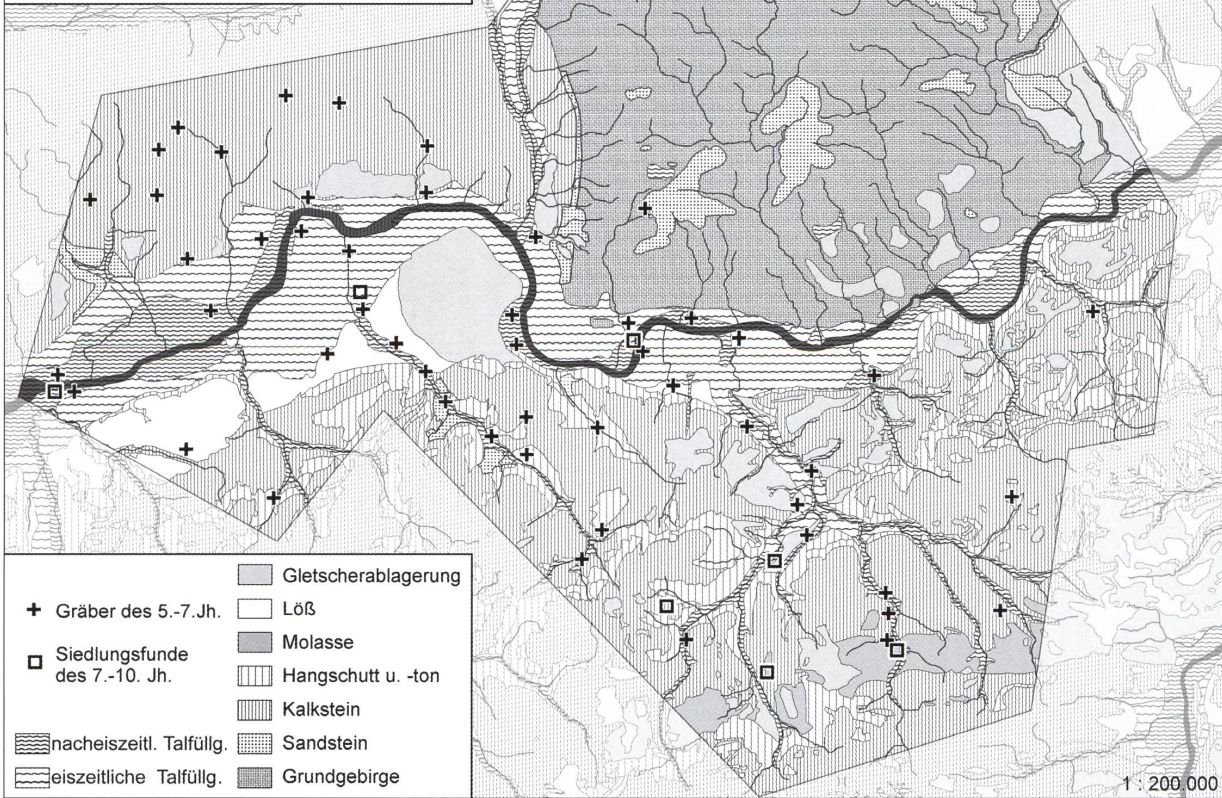 Gräber des 5.-7.Jh.
Siedlungsfunde
des 7.-10. Jh.
nacheiszeitl. Talfüllg.
eiszeitliche Talfüllg.
Gletscherablagerung
Löß
Molasse
Hangschutt u. -ton
Kalkstein
Sandstein
Grundgebirge
1 : 200.000